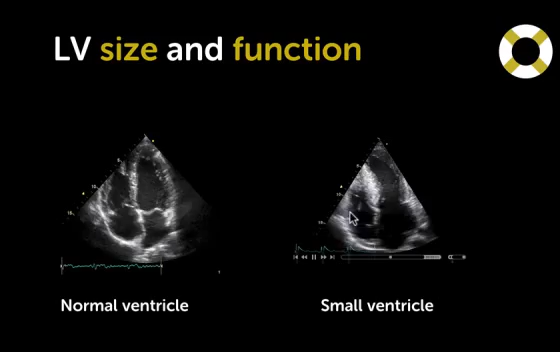 LV size and function
Normal ventricle
Small ventricle